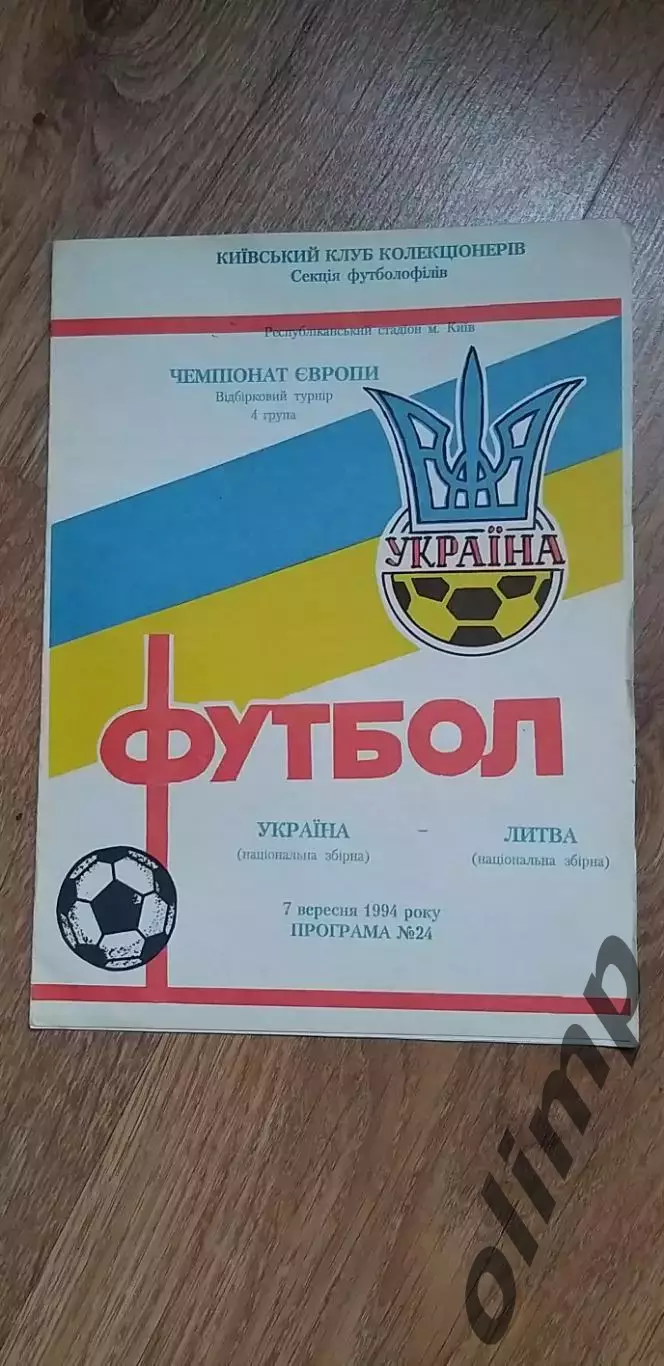 КИЇВСЬКИЙ КЛУБ КОЛЕКЦІОНЕРІВ
Секція футболофілів
Республіканський стадіон м. Київ
ЧЕМПІОНАТ ЄВРОПИ
Відбірковий турнір
4 група
УКРАЇНА
ФУТБОЛ
УКРАЇНА - ЛИТВА
(національна збірна) (національна збірна)
7 вересня 1994 року
ПРОГРАМА №24
olimp